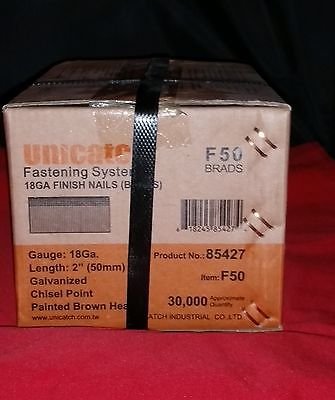 unicatch
F50
BRADS
Fastening System
18GA FINISH NAILS (B   S)
Gauge: 18Ga.
Product No.: 85427
Length: 2" (50mm)
Item: F50
Galvanized
Chisel Point
30,000 Approximate Quantity
Painted Brown Hea
www.unicatch.com.tw
ATCH INDUSTRIAL CO.,LTD.